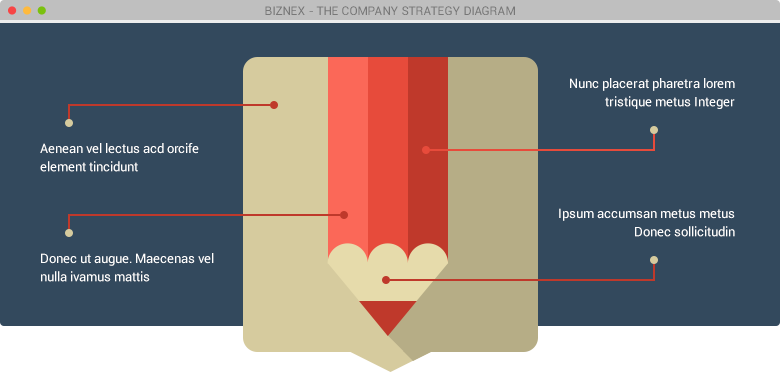 BIZNEX - THE COMPANY STRATEGY DIAGRAM
Nunc placerat pharetra lorem
tristique metus Integer
Aenean vel lectus acd orcife
element tincidunt
Ipsum accumsan metus metus
Donec sollicitudin
Donec ut augue. Maecenas vel
nulla ivamus mattis